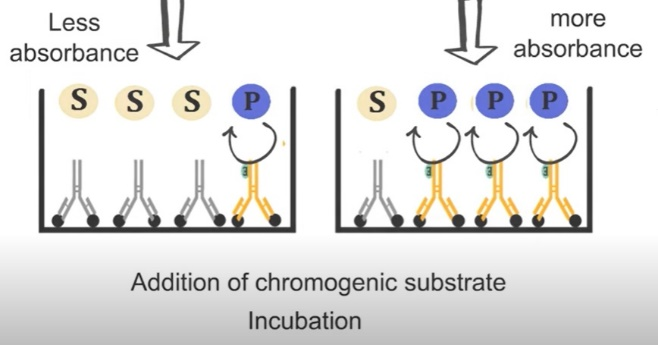 Less
absorbance
more
absorbance
S S S P
S P P P
Addition of chromogenic substrate
Incubation